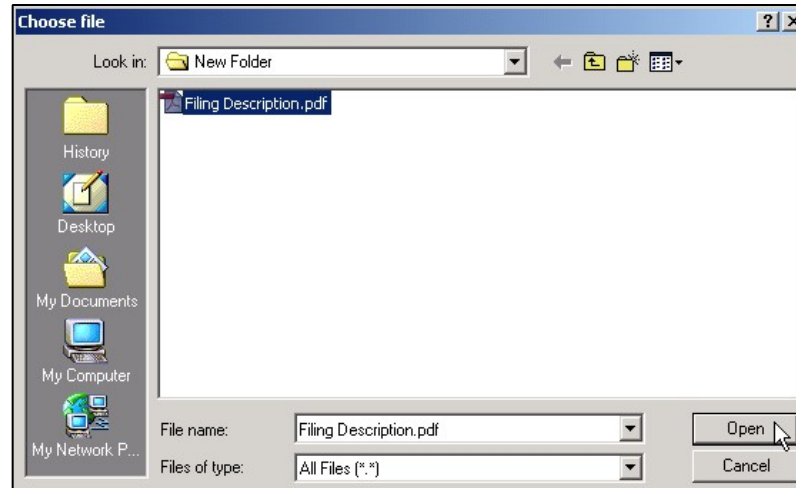 Choose file
Look in: New Folder
Filing Description.pdf
History
Desktop
My Documents
My Computer
My Network P...
File name: Filing Description.pdf Open
Files of type: All Files (*.*) Cancel